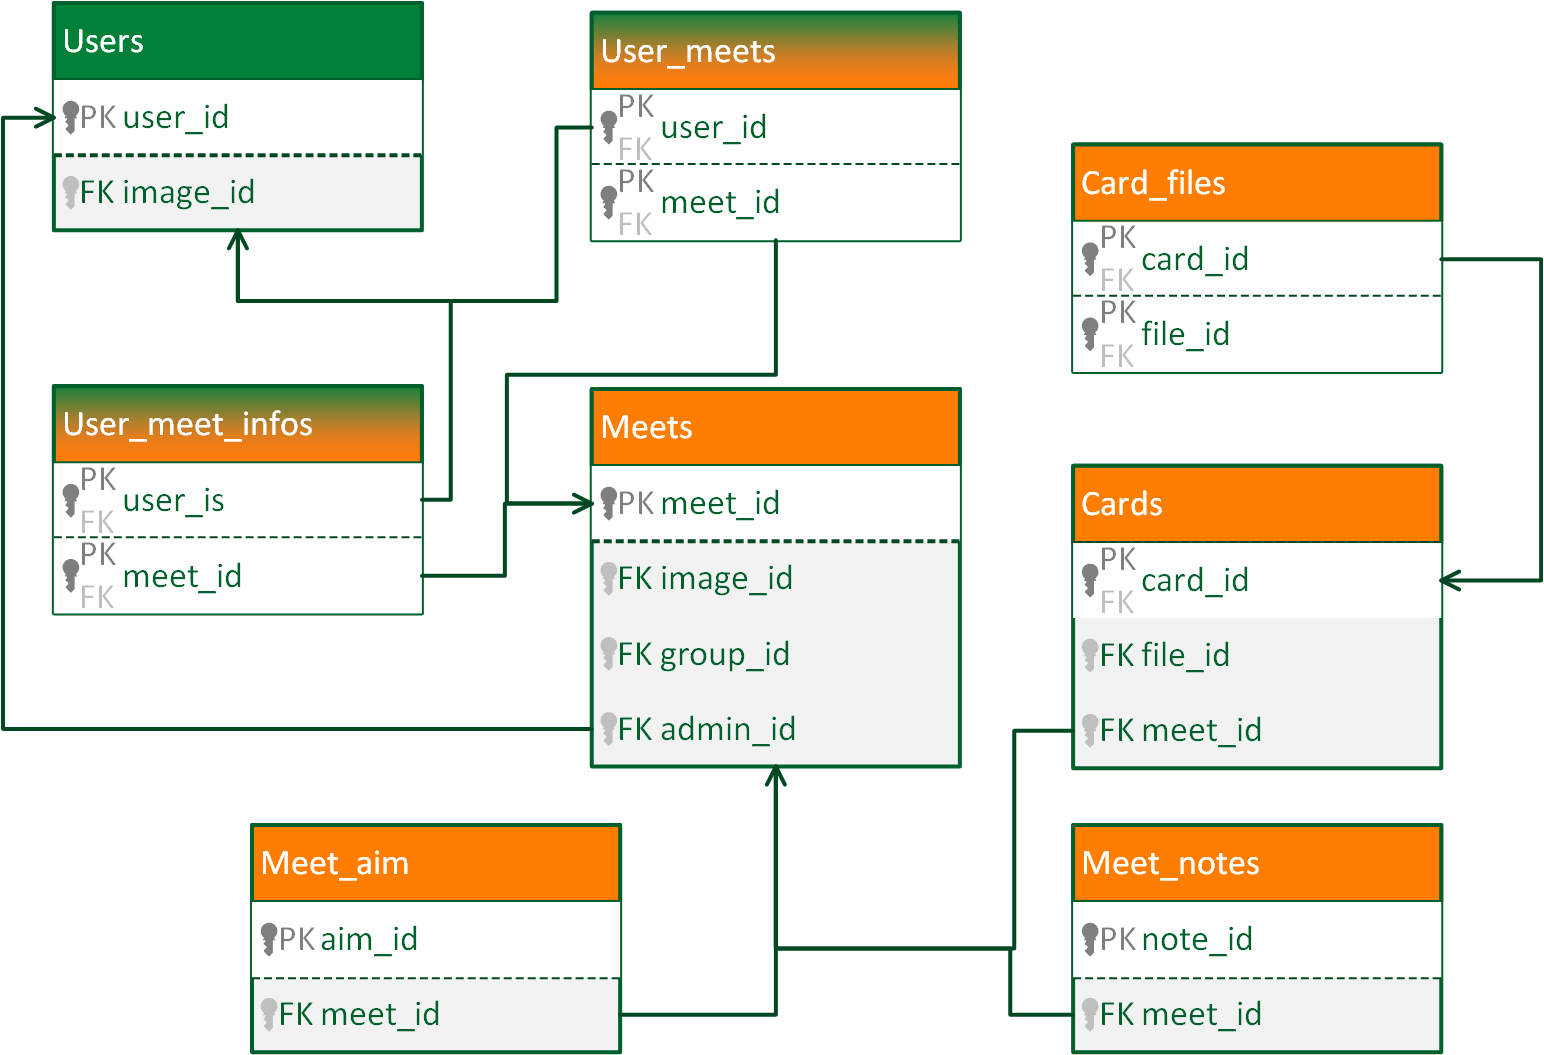 Users
PK user_id
FK image_id
User_meets
PK
FK user_id
PK
FK meet_id
Card_files
PK
FK card_id
PK
FK file_id
User_meet_infos
PK
FK user_is
PK
FK meet_id
Meets
PK meet_id
FK image_id
FK group_id
FK admin_id
Cards
PK
FK card_id
FK file_id
FK meet_id
Meet_aim
PK aim_id
FK meet_id
Meet_notes
PK note_id
FK meet_id